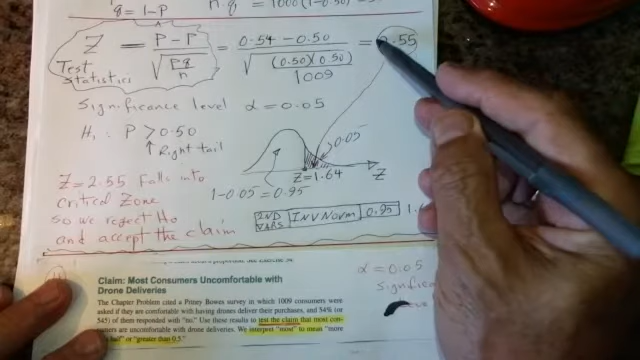 q = 1-P
n.q = 1000(1-0.50)
Z = P̂-P / √(Pq/n) = 0.54-0.50 / √((0.50)(0.50)/1009) = 2.55
Test
Statistic
Significance level α = 0.05
H₁ : P > 0.50
Right tail
0.05
Z=1.64
Z
Z=2.55 Falls into
critical Zone
so we reject Ho
and accept the claim
1-0.05=0.95
2ND VARS INVNorm 0.95
α = 0.05
Claim: Most Consumers Uncomfortable with
Drone Deliveries
The Chapter Problem cited a Pitney Bowes survey in which 1009 consumers were
asked if they are comfortable with having drones deliver their purchases, and 54% (or
545) of them responded with "no." Use these results to test the claim that most con-
sumers are uncomfortable with drone deliveries. We interpret "most" to mean "more
than half" or "greater than 0.5."